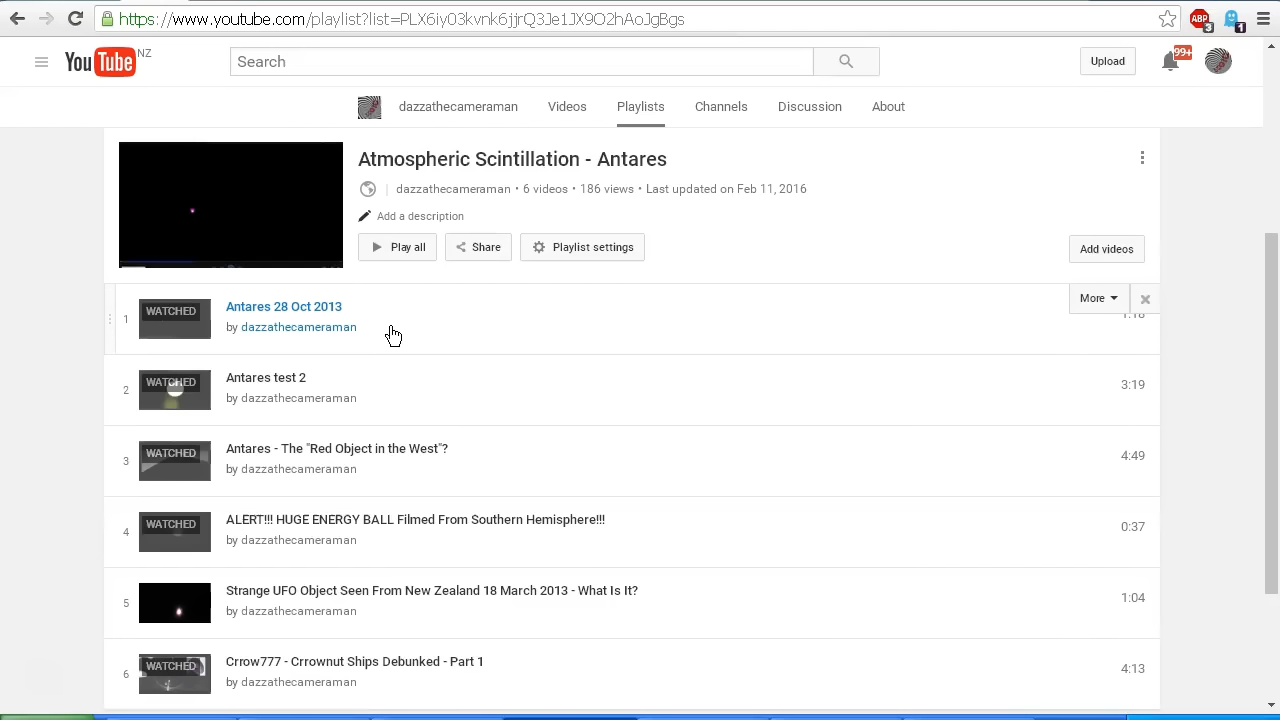 https://www.youtube.com/playlist?list=PLX6iyO3kvnK6jjrQ3Je1JX9O2hAoJgBgs
ABP 3 1
YouTube NZ
Search
Upload
99+
dazzathecameraman Videos Playlists Channels Discussion About
Atmospheric Scintillation - Antares
dazzathecameraman • 6 videos • 186 views • Last updated on Feb 11, 2016
Add a description
Play all Share Playlist settings
Add videos
1 WATCHED Antares 28 Oct 2013 More
by dazzathecameraman 1:18
2 WATCHED Antares test 2 3:19
by dazzathecameraman
3 WATCHED Antares - The "Red Object in the West"? 4:49
by dazzathecameraman
4 WATCHED ALERT!!! HUGE ENERGY BALL Filmed From Southern Hemisphere!!! 0:37
by dazzathecameraman
5 Strange UFO Object Seen From New Zealand 18 March 2013 - What Is It? 1:04
by dazzathecameraman
6 WATCHED Crrow777 - Crrownut Ships Debunked - Part 1 4:13
by dazzathecameraman